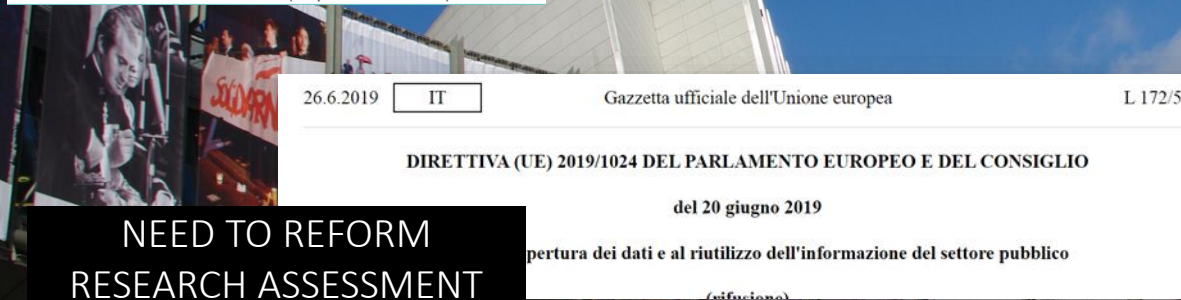 26.6.2019 IT Gazzetta ufficiale dell'Unione europea L 172/5
DIRETTIVA (UE) 2019/1024 DEL PARLAMENTO EUROPEO E DEL CONSIGLIO
del 20 giugno 2019
dei dati e al riutilizzo dell'informazione del settore pubblico
(rifusione)
NEED TO REFORM
RESEARCH ASSESSMENT